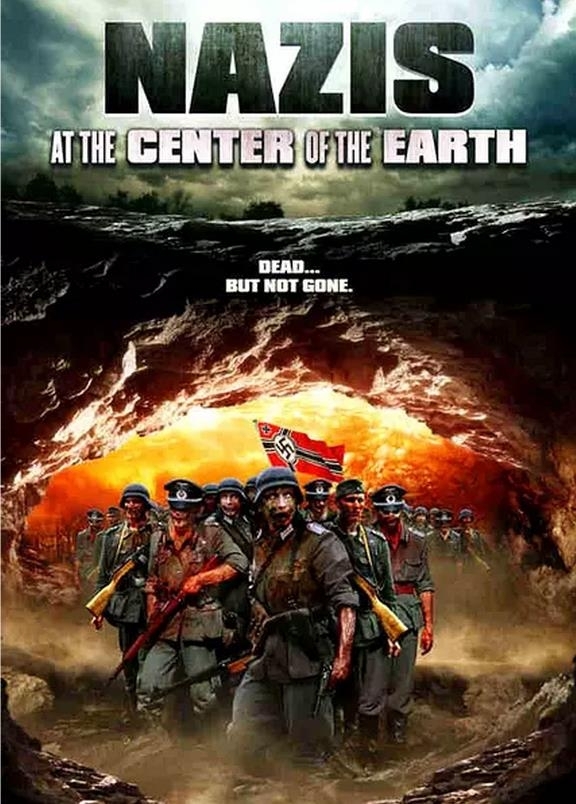 NAZIS
AT THE CENTER OF THE EARTH
DEAD...
BUT NOT GONE.